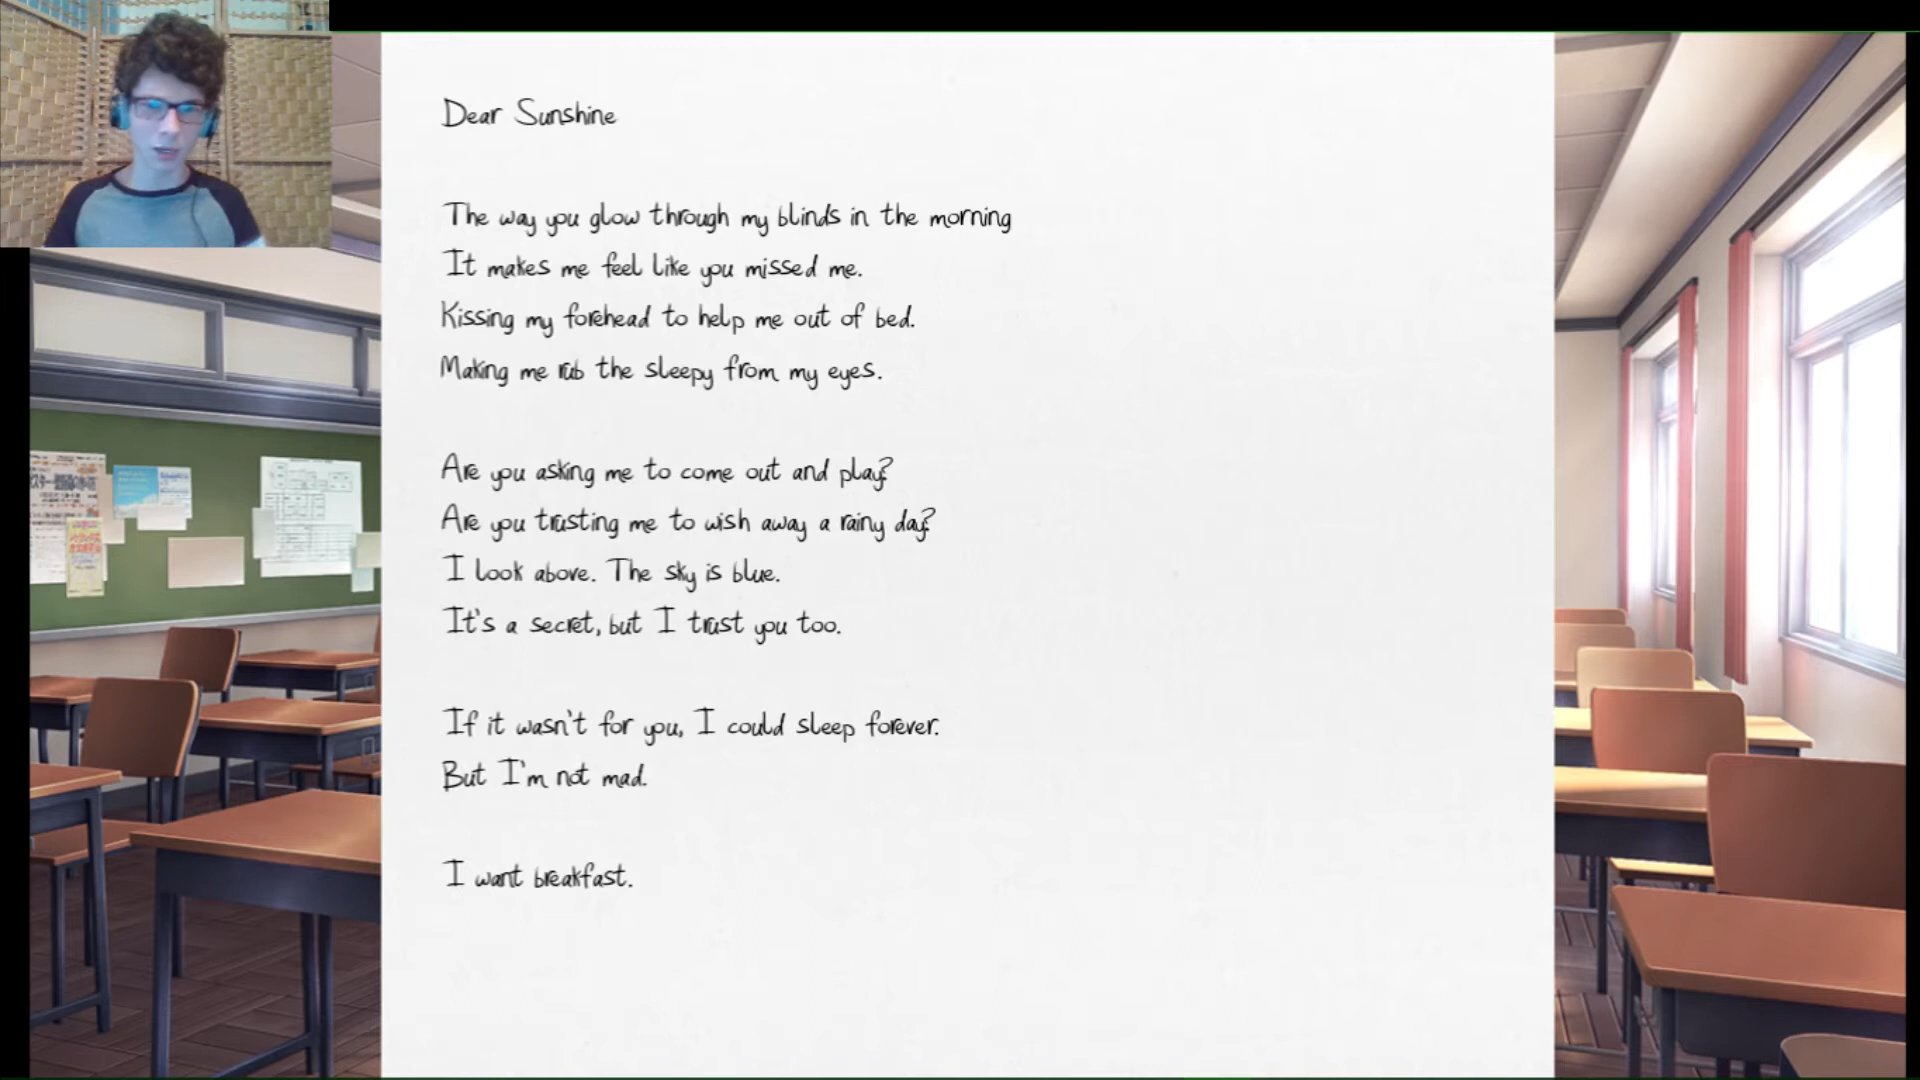 Dear Sunshine
The way you glow through my blinds in the morning
It makes me feel like you missed me.
Kissing my forehead to help me out of bed.
Making me rub the sleepy from my eyes.
Are you asking me to come out and play?
Are you trusting me to wish away a rainy day?
I look above. The sky is blue.
It's a secret, but I trust you too.
If it wasn't for you, I could sleep forever.
But I'm not mad.
I want breakfast.